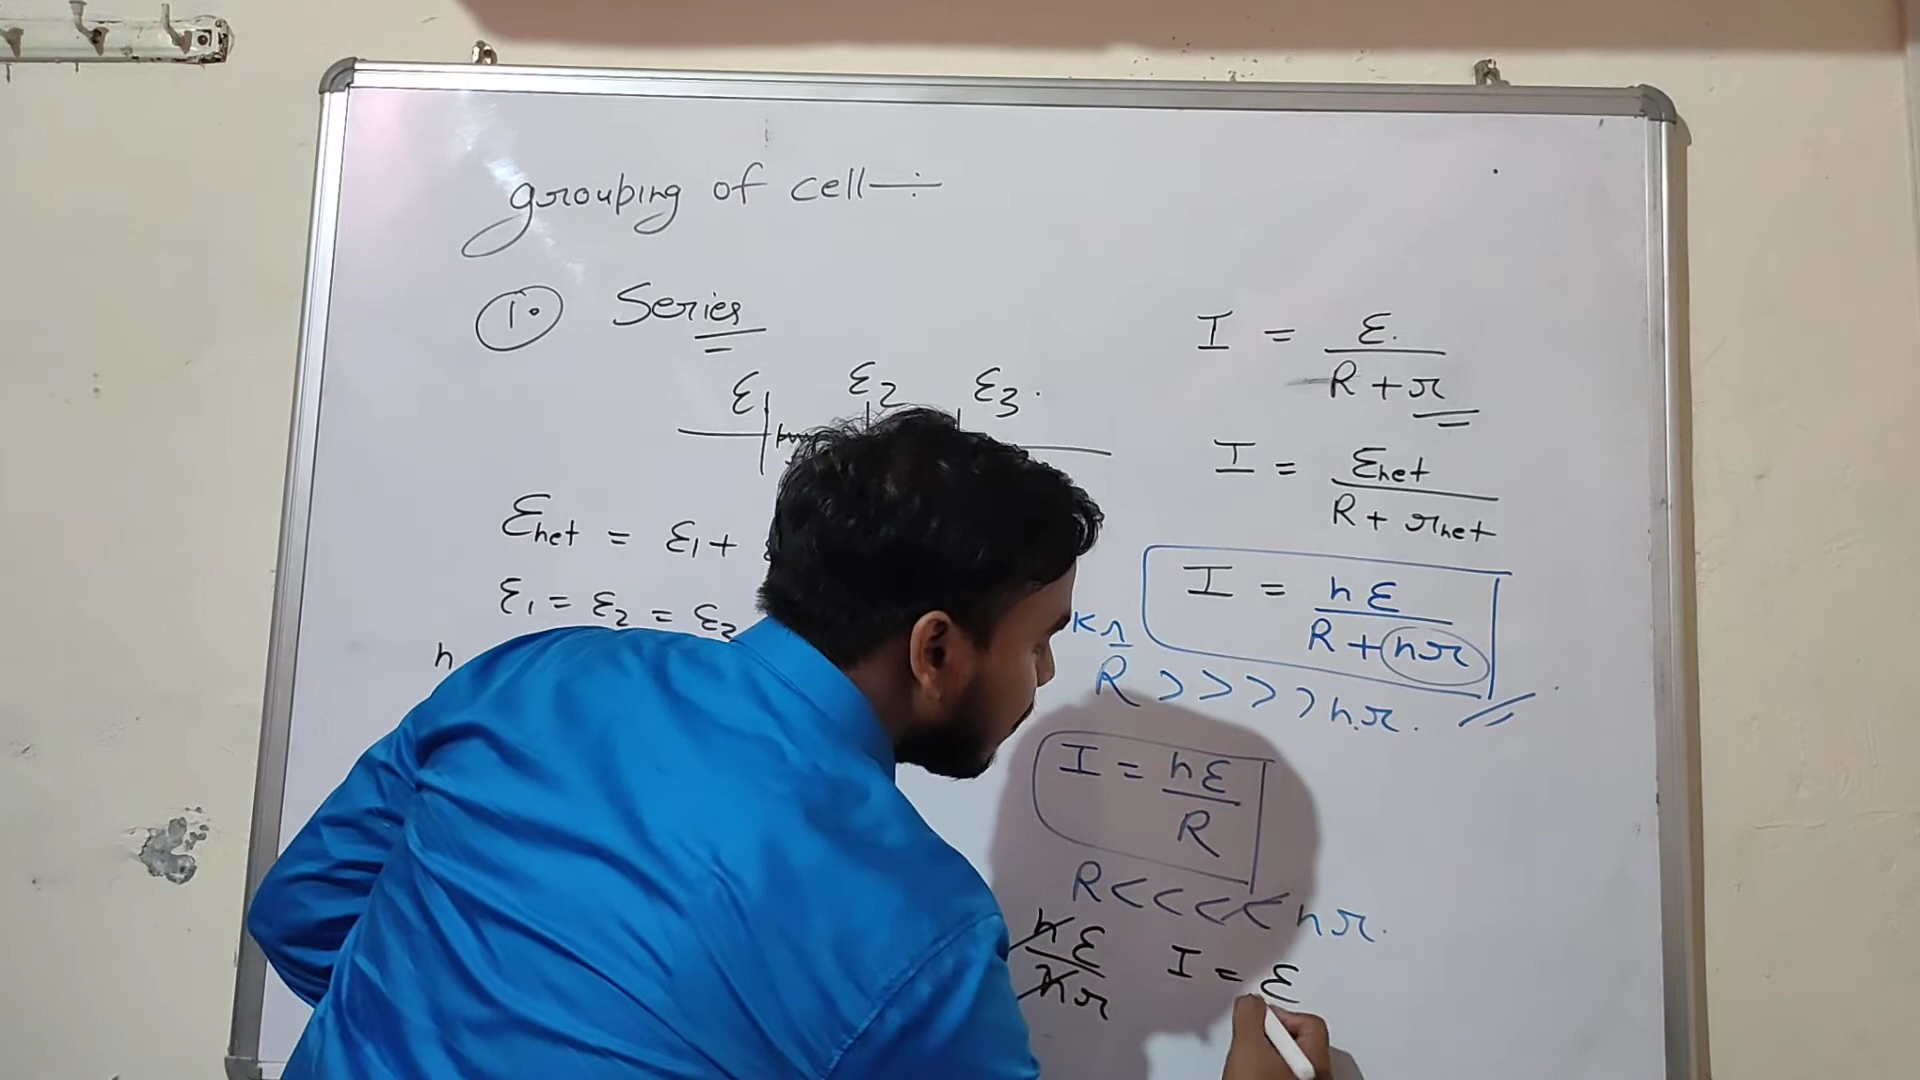 grouping of cell ÷
1. Series
ε1 ε2 ε3
εnet = ε1 +
ε1 = ε2 = ε3
n
I = ε / R + r
I = εnet / R + rnet
I = nε / R + nr
R >>>> nr.
I = nε / R
R <<<< nr.
nε / nr I = ε